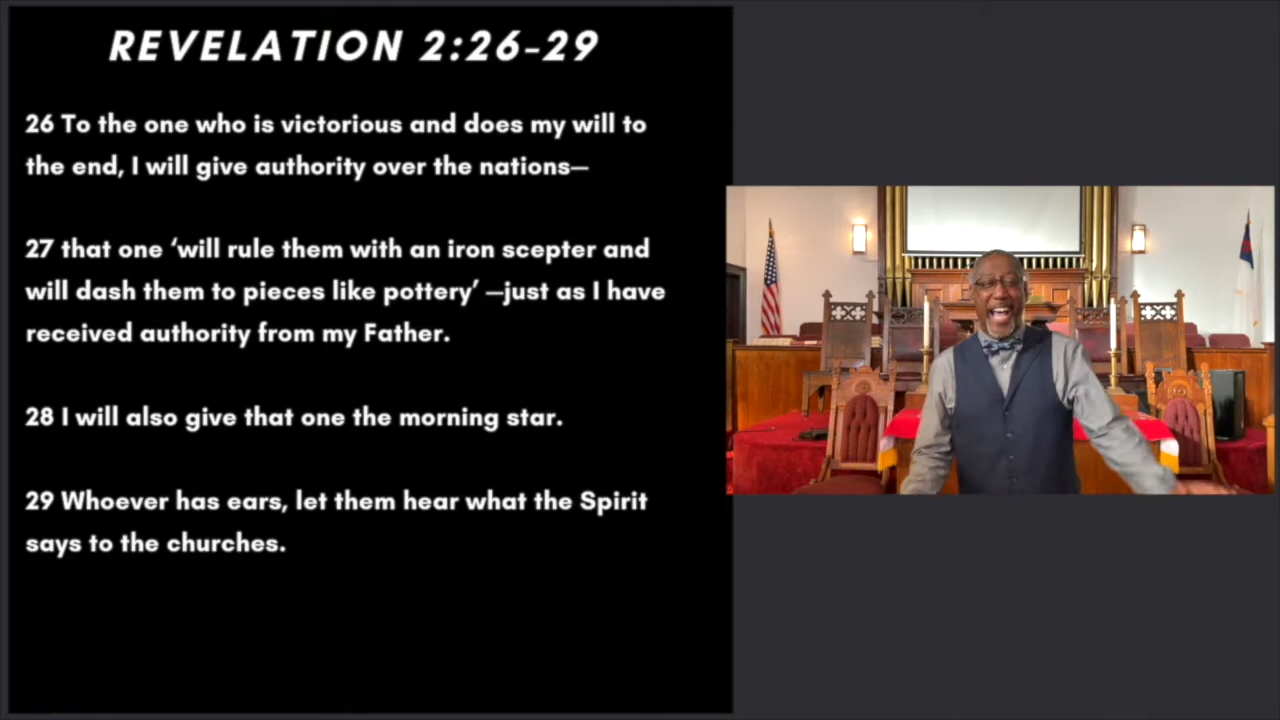 REVELATION 2:26-29
26 To the one who is victorious and does my will to
the end, I will give authority over the nations—
27 that one ‘will rule them with an iron scepter and
will dash them to pieces like pottery’ —just as I have
received authority from my Father.
28 I will also give that one the morning star.
29 Whoever has ears, let them hear what the Spirit
says to the churches.